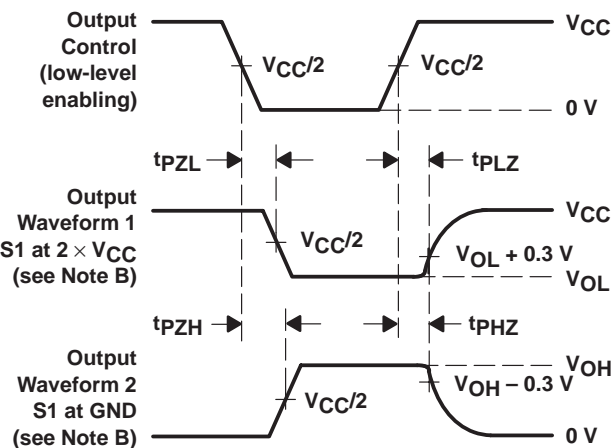 Output
Control
(low-level
enabling)
VCC/2
VCC/2
VCC
0 V
tPZL
tPLZ
Output
Waveform 1
S1 at 2 × VCC
(see Note B)
VCC/2
VCC
VOL + 0.3 V
VOL
tPZH
tPHZ
Output
Waveform 2
S1 at GND
(see Note B)
VCC/2
VOH
VOH − 0.3 V
0 V